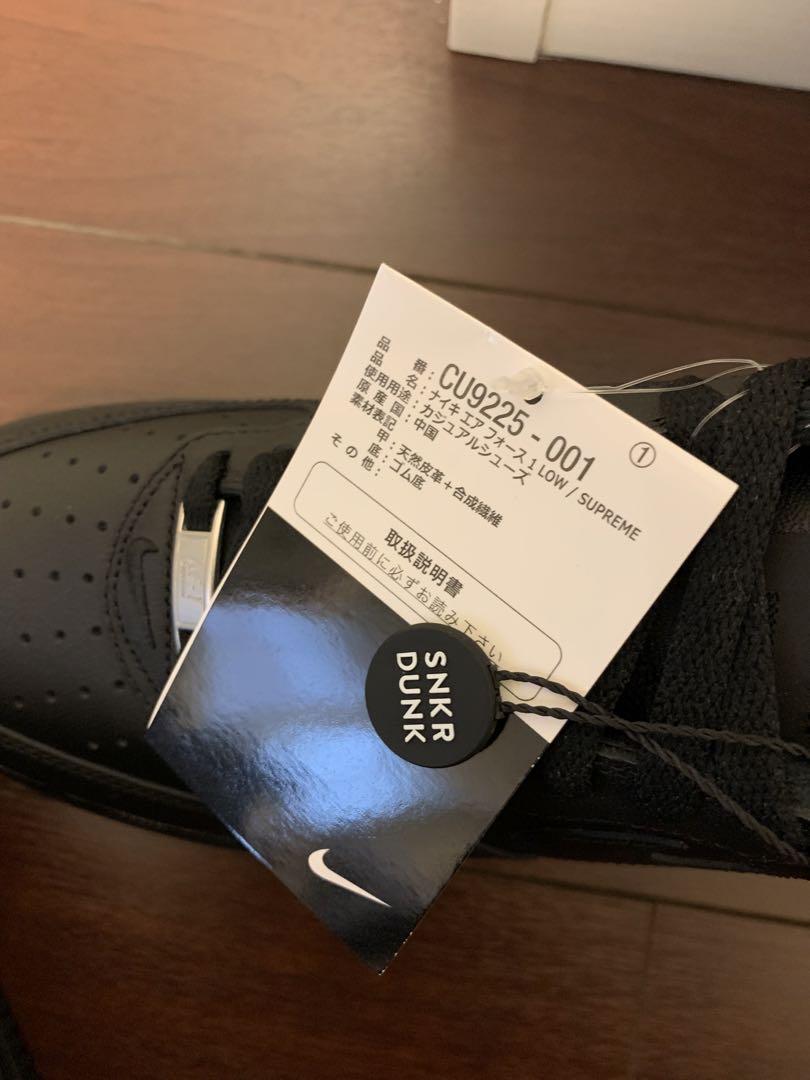 ①
品番：CU9225-001
品名：ナイキ エア フォース 1 LOW / SUPREME
使用用途：カジュアルシューズ
原産国：中国
素材表記
甲：天然皮革＋合成繊維
底：ゴム底
その他：
取扱説明書
ご使用前に必ずお読み下さい
SNKR
DUNK